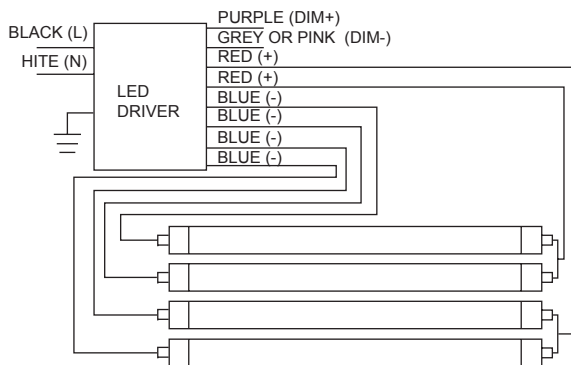 PURPLE (DIM+)
BLACK (L)
GREY OR PINK (DIM-)
RED (+)
HITE (N)
RED (+)
LED
DRIVER
BLUE (-)
BLUE (-)
BLUE (-)
BLUE (-)